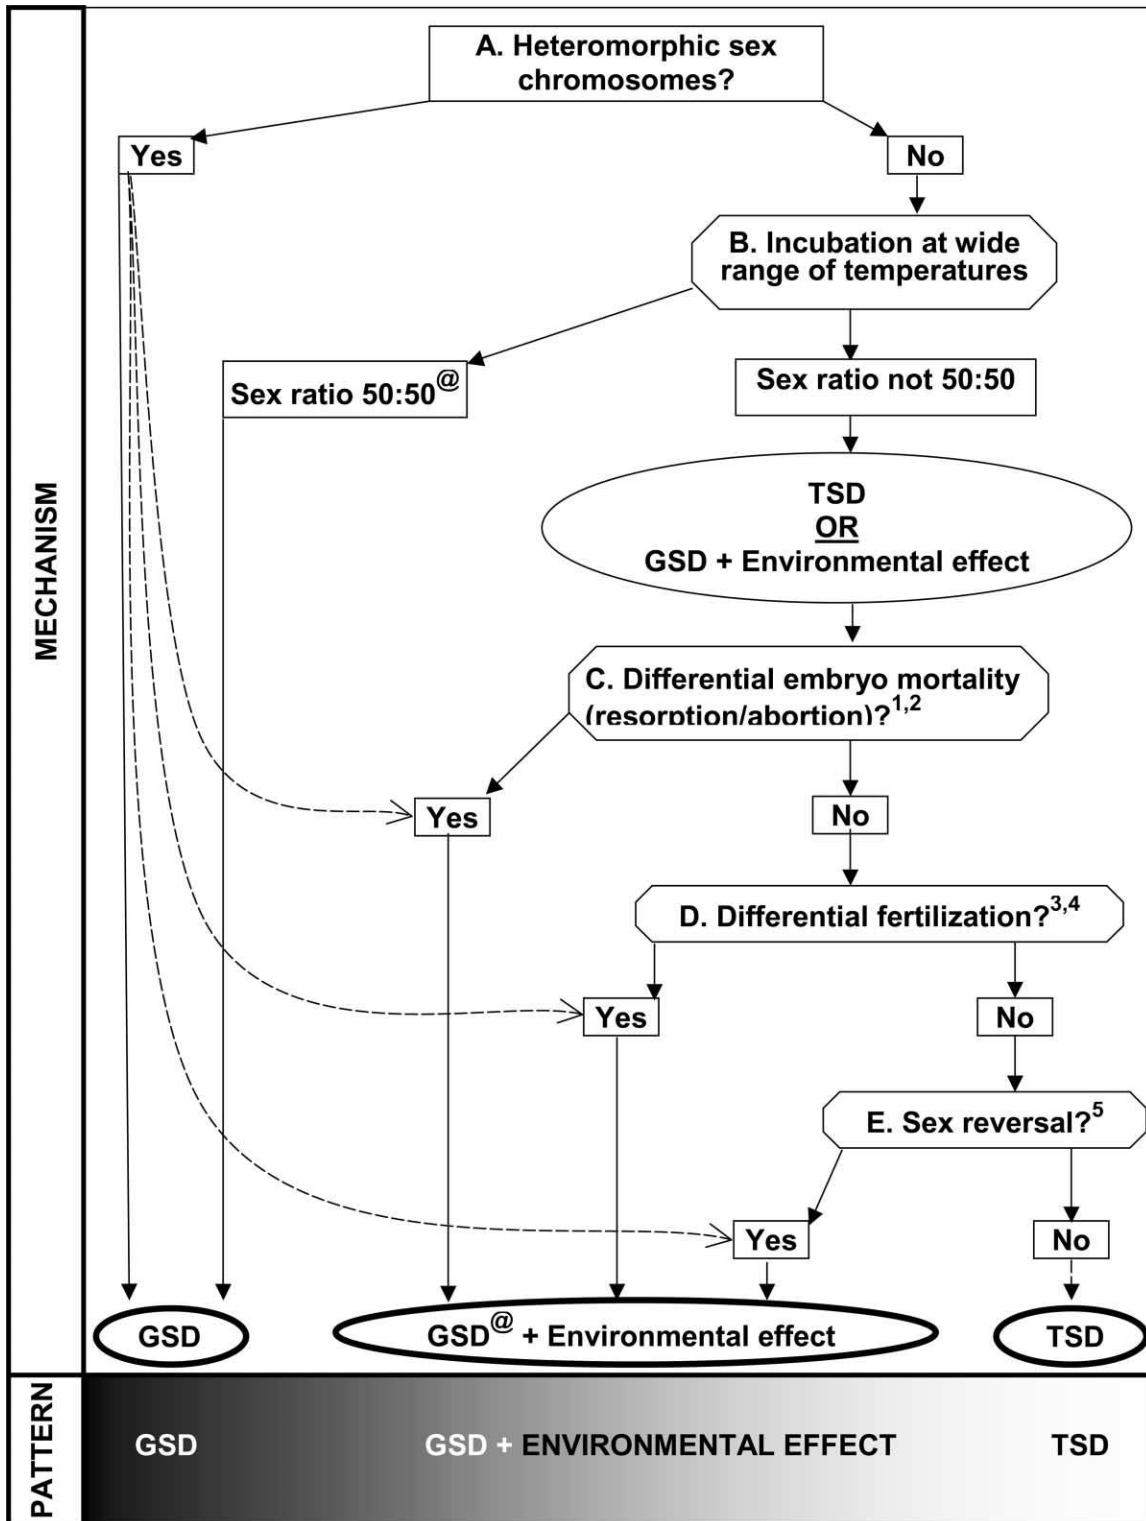 A. Heteromorphic sex
chromosomes?
Yes
No
B. Incubation at wide
range of temperatures
Sex ratio 50:50@
Sex ratio not 50:50
TSD
OR
GSD + Environmental effect
C. Differential embryo mortality
(resorption/abortion)?1,2
Yes
No
D. Differential fertilization?3,4
Yes
No
E. Sex reversal?5
Yes
No
GSD
GSD@ + Environmental effect
TSD
MECHANISM
PATTERN
GSD
GSD + ENVIRONMENTAL EFFECT
TSD